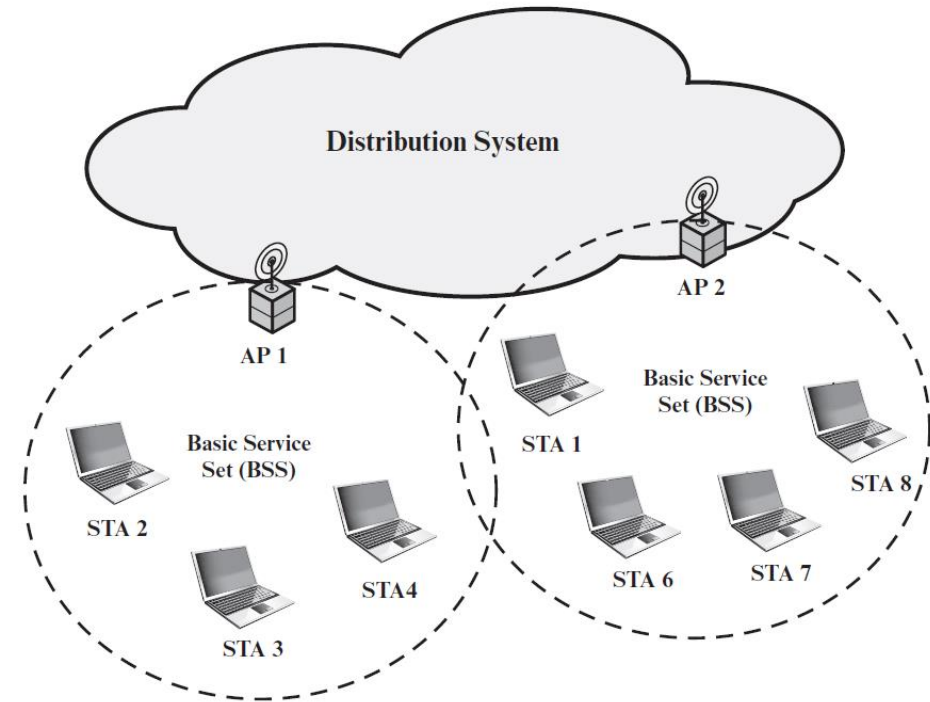 Distribution System
AP 2
AP 1
Basic Service
Set (BSS)
STA 1
STA 8
Basic Service
Set (BSS)
STA 2
STA4
STA 3
STA 6
STA 7